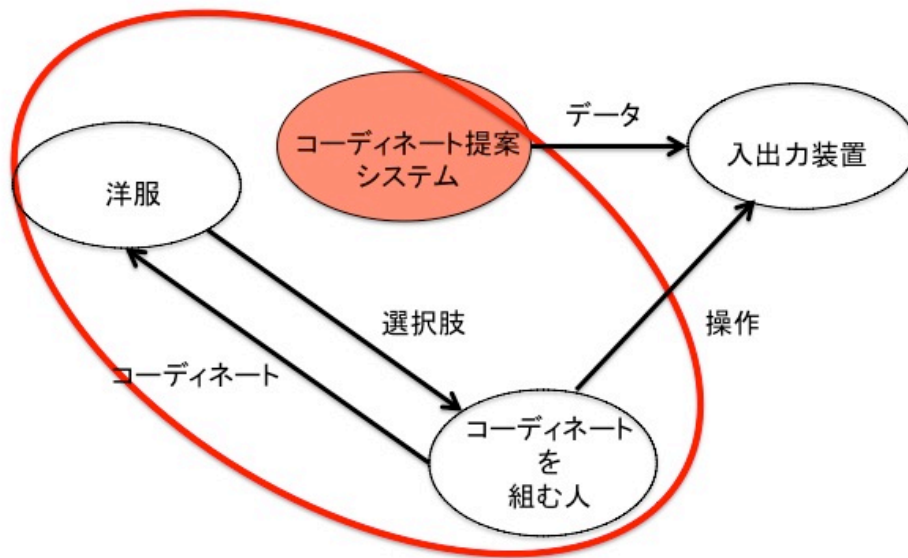 データ
コーディネート提案
システム
入出力装置
洋服
選択肢
操作
コーディネート
コーディネート
を
組む人